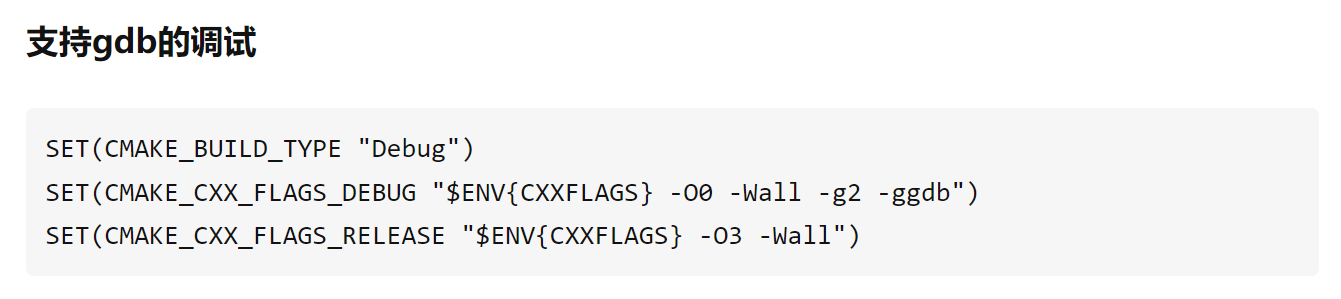 支持gdb的调试
SET(CMAKE_BUILD_TYPE "Debug")
SET(CMAKE_CXX_FLAGS_DEBUG "$ENV{CXXFLAGS} -O0 -Wall -g2 -ggdb")
SET(CMAKE_CXX_FLAGS_RELEASE "$ENV{CXXFLAGS} -O3 -Wall")